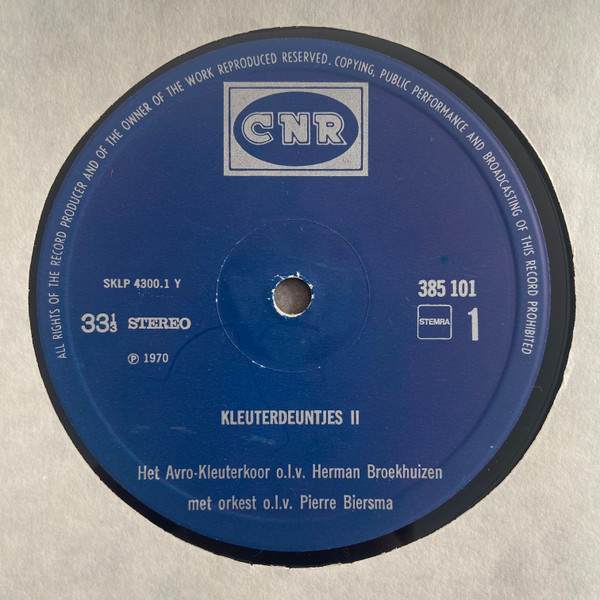 ALL RIGHTS OF THE RECORD PRODUCER AND OF THE OWNER OF THE WORK REPRODUCED RESERVED. COPYING, PUBLIC PERFORMANCE AND BROADCASTING OF THIS RECORD PROHIBITED
CNR
SKLP 4300.1 Y
385 101
33⅓ STEREO
STEMRA 1
℗ 1970
KLEUTERDEUNTJES II
Het Avro-Kleuterkoor o.l.v. Herman Broekhuizen
met orkest o.l.v. Pierre Biersma